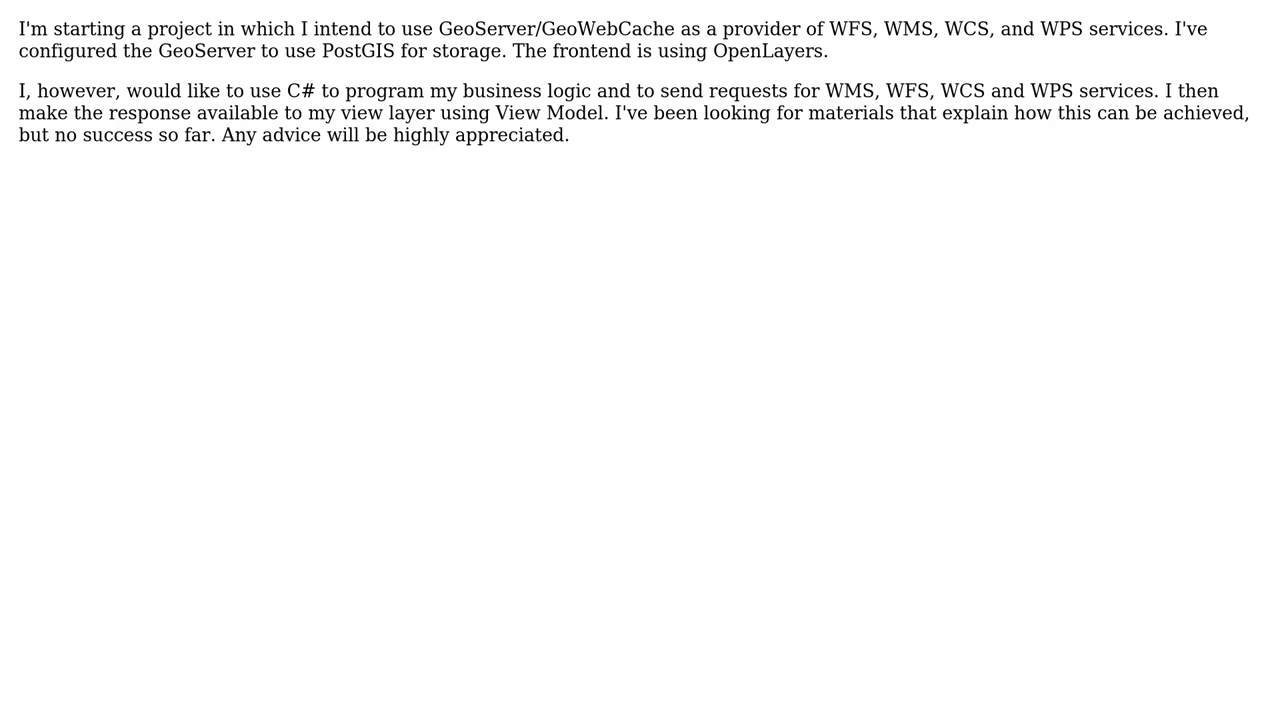 I'm starting a project in which I intend to use GeoServer/GeoWebCache as a provider of WFS, WMS, WCS, and WPS services. I've
configured the GeoServer to use PostGIS for storage. The frontend is using OpenLayers.
I, however, would like to use C# to program my business logic and to send requests for WMS, WFS, WCS and WPS services. I then
make the response available to my view layer using View Model. I've been looking for materials that explain how this can be achieved,
but no success so far. Any advice will be highly appreciated.